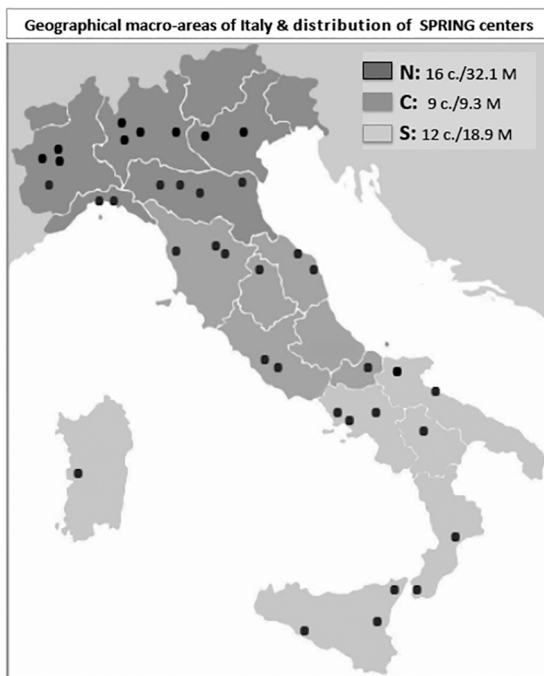 Geographical macro-areas of Italy & distribution of SPRING centers
N: 16 c./32.1 M
C: 9 c./9.3 M
S: 12 c./18.9 M